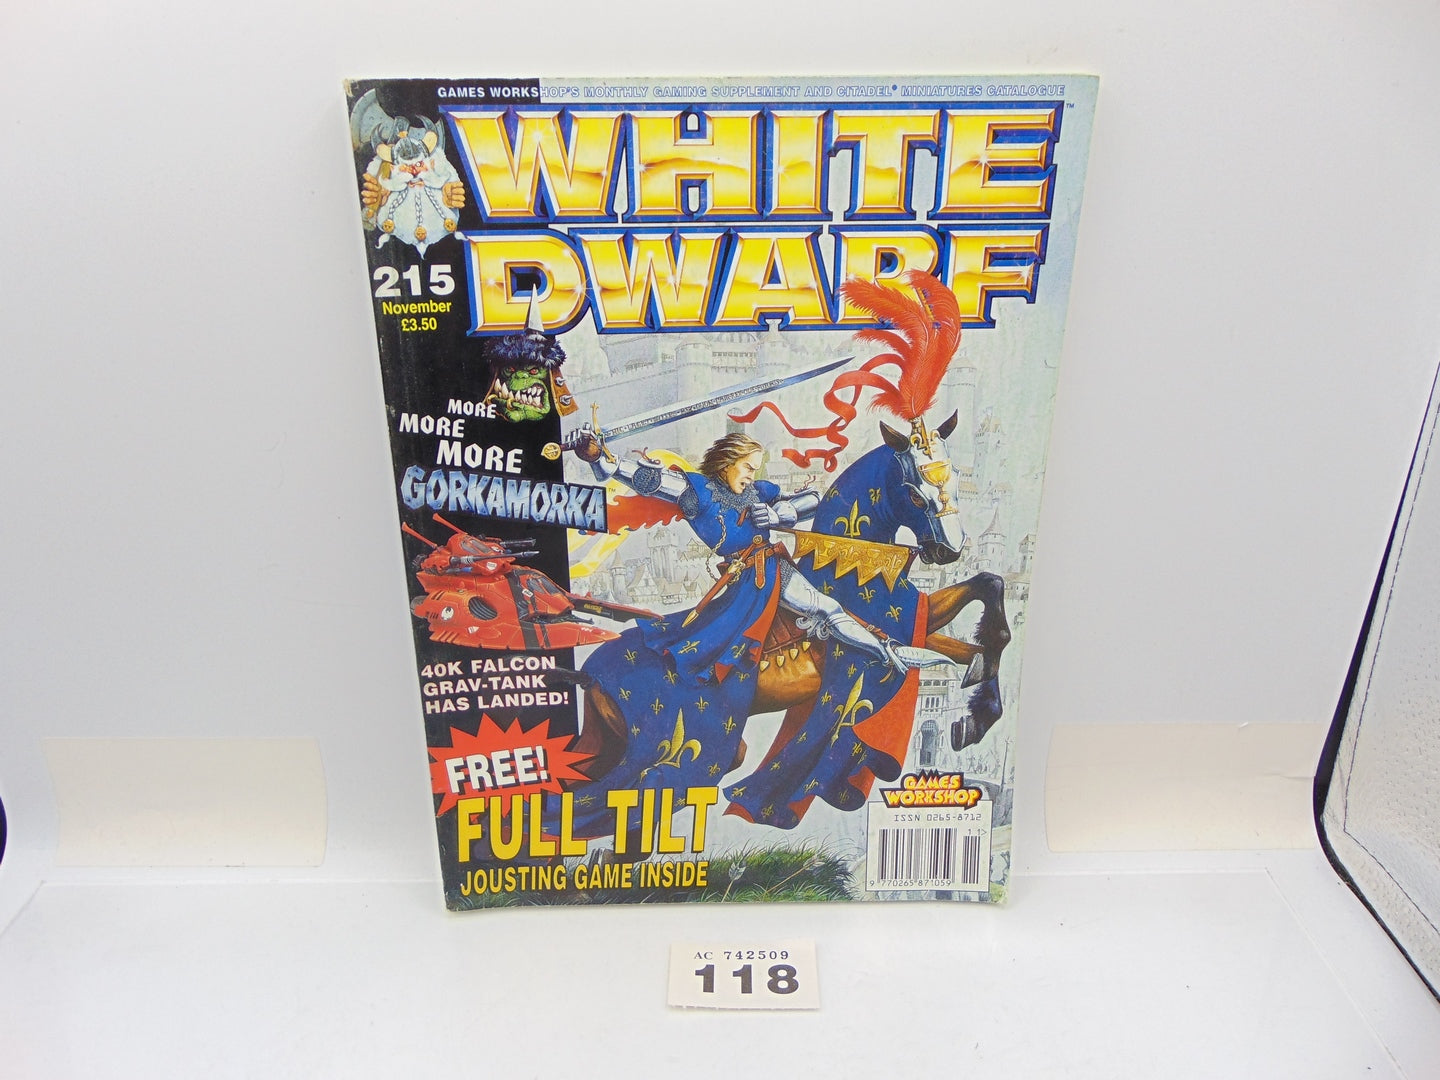 GAMES WORKSHOP'S MONTHLY GAMING SUPPLEMENT AND CITADEL® MINIATURES CATALOGUE
WHITE
DWARF
™
215
November
£3.50
MORE
MORE
MORE
GORKAMORKA™
40K FALCON
GRAV-TANK
HAS LANDED!
FREE!
FULL TILT
JOUSTING GAME INSIDE
GAMES
WORKSHOP
ISSN 0265-8712
11>
9 770265 871059
AC 742509
118